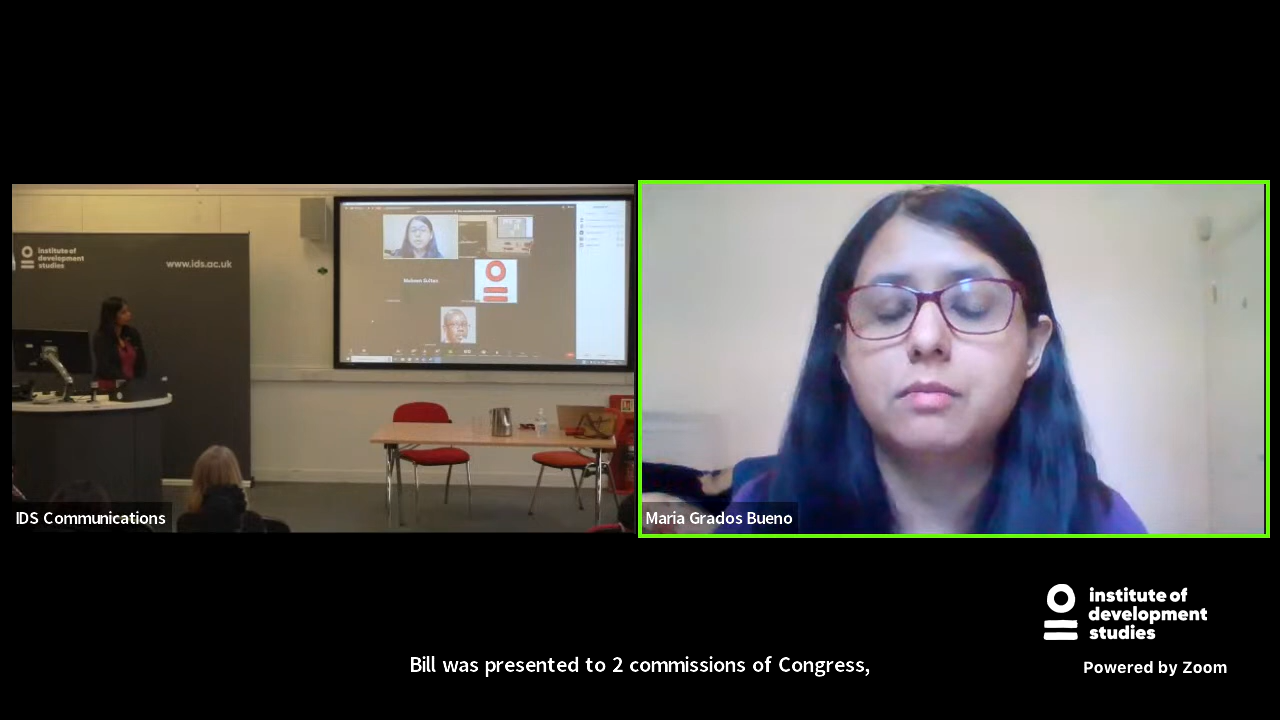 institute of
development
studies
www.ids.ac.uk
IDS Communications
Maria Grados Bueno
institute of
development
studies
Bill was presented to 2 commissions of Congress,
Powered by Zoom